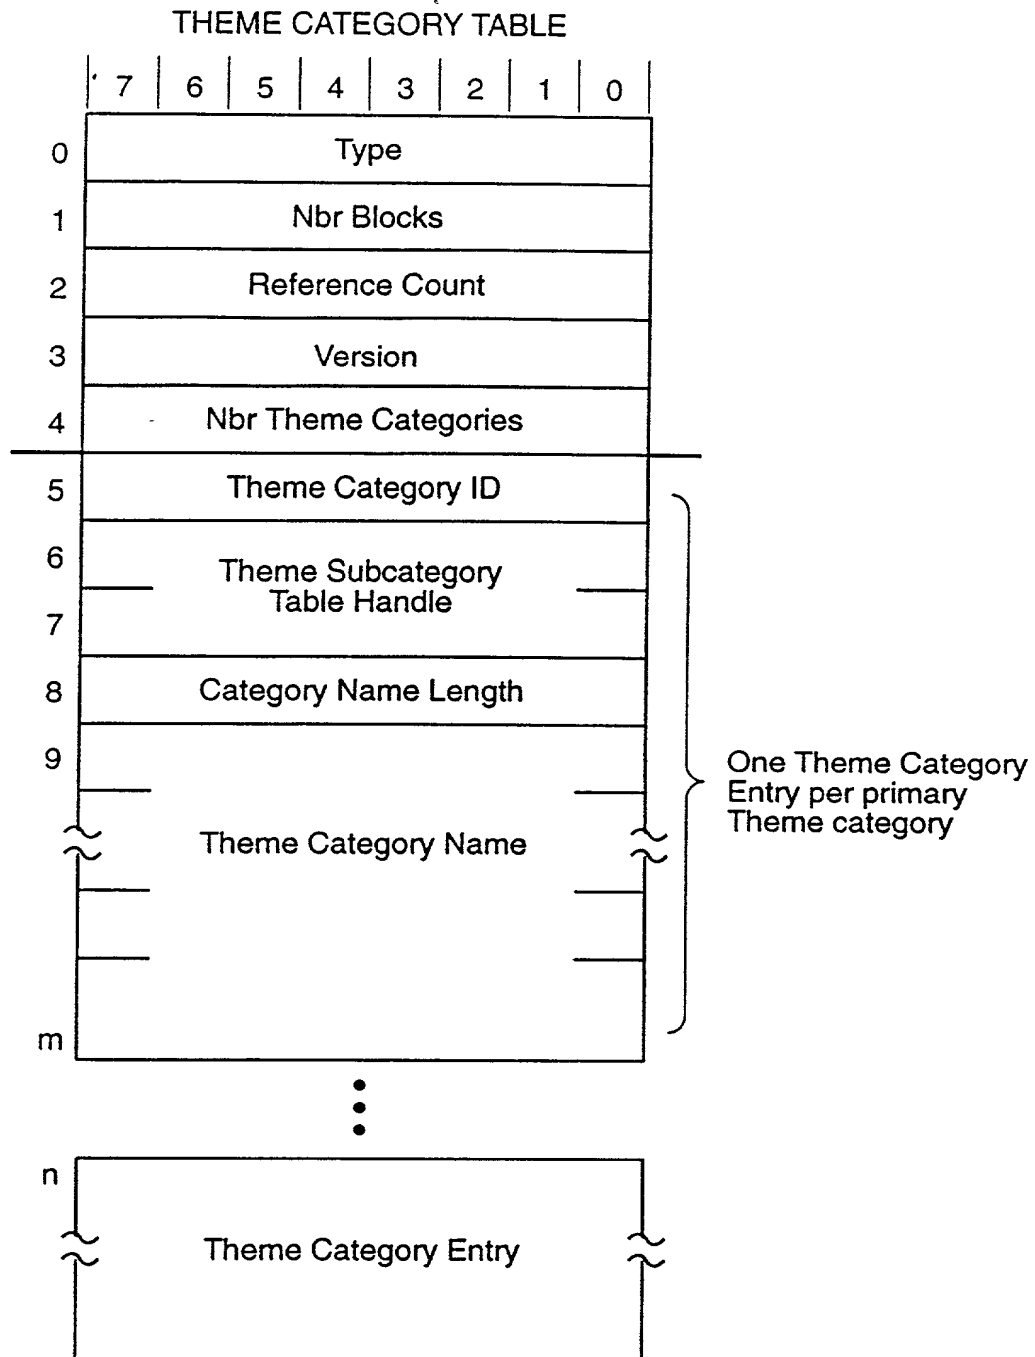 THEME CATEGORY TABLE
7 6 5 4 3 2 1 0
0 Type
1 Nbr Blocks
2 Reference Count
3 Version
4 Nbr Theme Categories
5 Theme Category ID
6 Theme Subcategory
Table Handle
7
8 Category Name Length
9
One Theme Category
Entry per primary
Theme category
Theme Category Name
m
n
Theme Category Entry